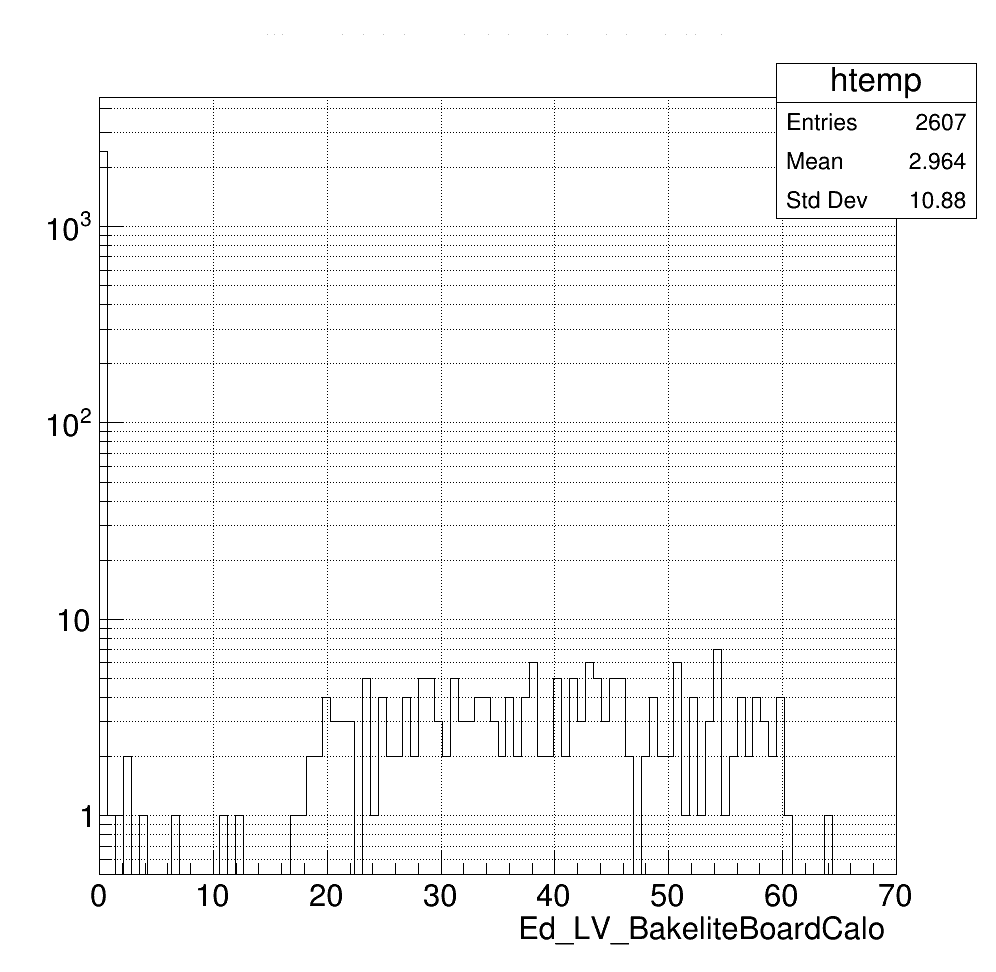 htemp
Entries 2607
Mean 2.964
Std Dev 10.88
10³
10²
10
1
0 10 20 30 40 50 60 70
Ed_LV_BakeliteBoardCalo